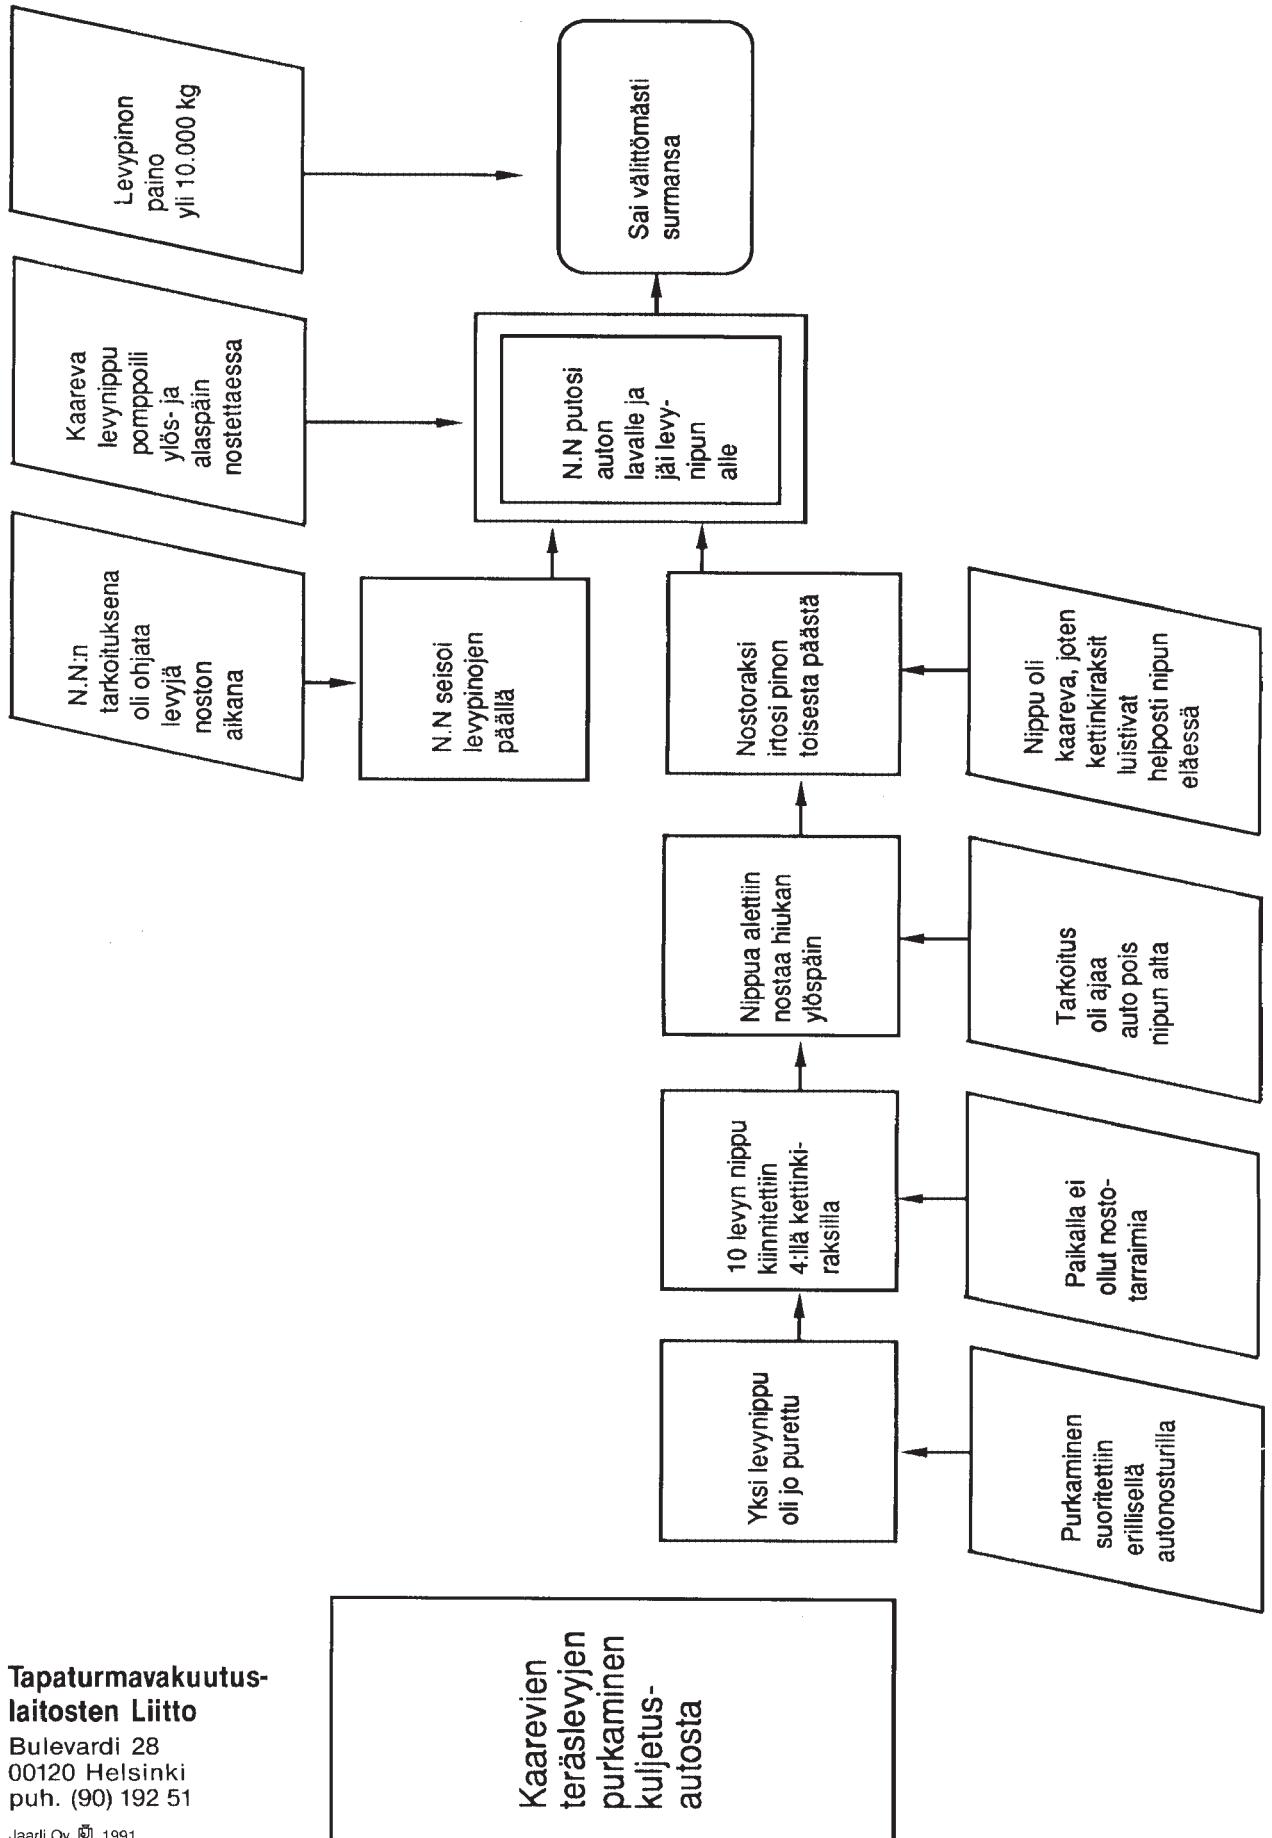 Tapaturmavakuutus-
laitosten Liitto
Bulevardi 28
00120 Helsinki
puh. (90) 192 51
Jaarli Oy 1991
Kaarevien
teräslevyjen
purkaminen
kuljetus-
autosta
Yksi levynippu
oli jo purettu
Purkaminen
suoritettiin
erillisellä
autonosturilla
10 levyn nippu
kiinnitettiin
4:llä kettinki-
raksilla
Paikalla ei
ollut nosto-
tarraimia
Nippua alettiin
nostaa hiukan
ylöspäin
Tarkoitus
oli ajaa
auto pois
nipun alta
Nostoraksi
irtosi pinon
toisesta päästä
Nippu oli
kaareva, joten
kettinkiraksit
luistivat
helposti nipun
eläessä
N.N:n
tarkoituksena
oli ohjata
levyjä
noston
aikana
N.N seisoi
levypinojen
päällä
Kaareva
levynippu
pomppoili
ylös- ja
alaspäin
nostettaessa
N.N putosi
auton
lavalle ja
jäi levy-
nipun
alle
Levypinon
paino
yli 10.000 kg
Sai välittömästi
surmansa